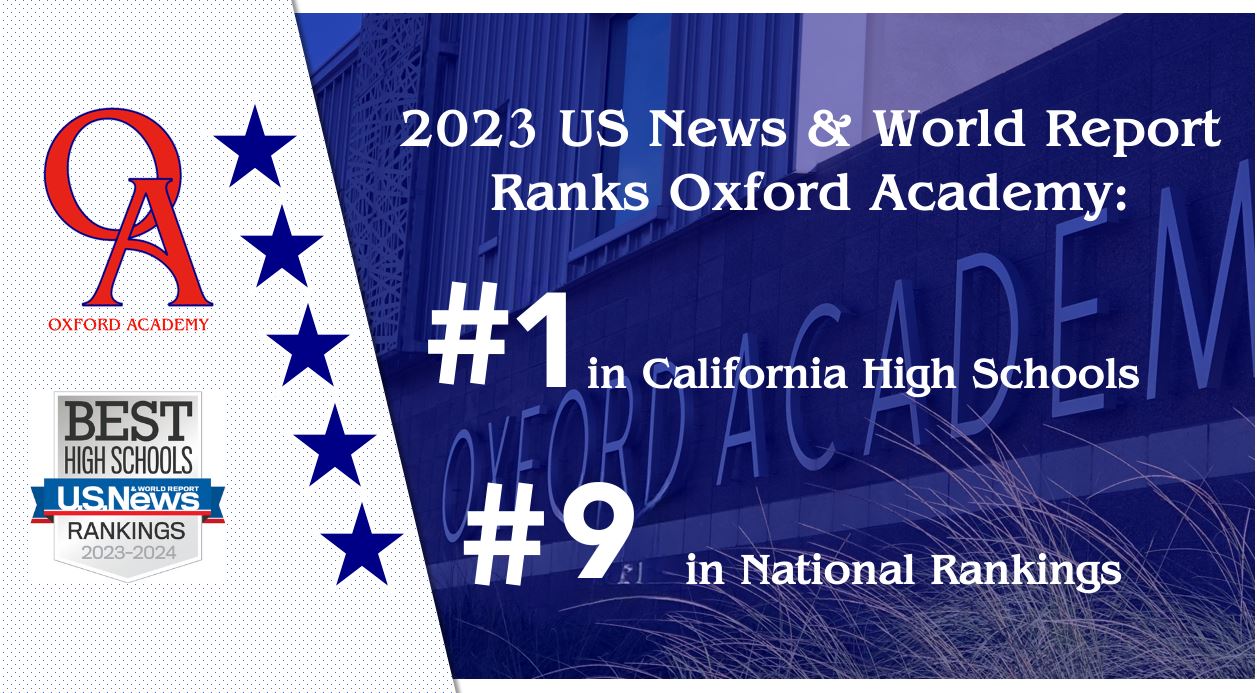 OA
OXFORD ACADEMY
BEST
HIGH SCHOOLS
U.S.News
& WORLD REPORT
RANKINGS
2023-2024
2023 US News & World Report
Ranks Oxford Academy:
#1 in California High Schools
#9 in National Rankings
OXFORD ACADEM